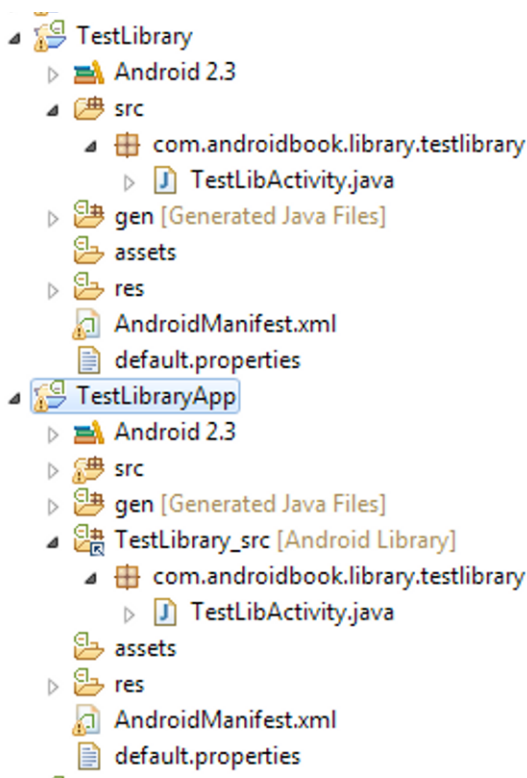 TestLibrary
Android 2.3
src
com.androidbook.library.testlibrary
TestLibActivity.java
gen [Generated Java Files]
assets
res
AndroidManifest.xml
default.properties
TestLibraryApp
Android 2.3
src
gen [Generated Java Files]
TestLibrary_src [Android Library]
com.androidbook.library.testlibrary
TestLibActivity.java
assets
res
AndroidManifest.xml
default.properties